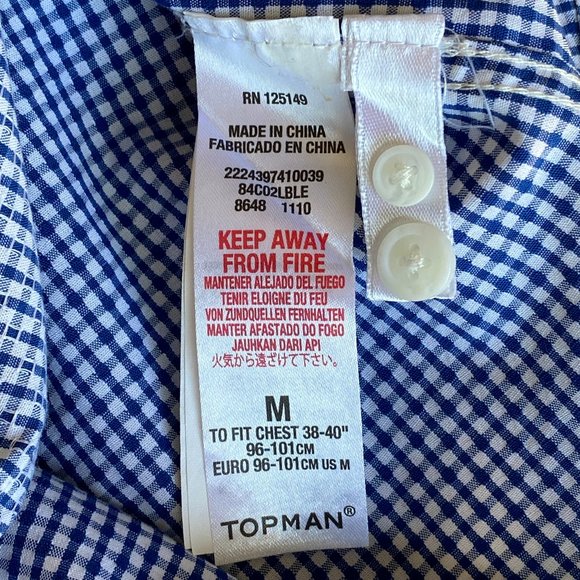 RN 125149
MADE IN CHINA
FABRICADO EN CHINA
2224397410039
84C02LBLE
8648 1110
KEEP AWAY
FROM FIRE
MANTENER ALEJADO DEL FUEGO
TENIR ELOIGNE DU FEU
VON ZUNDQUELLEN FERNHALTEN
MANTER AFASTADO DO FOGO
JAUHKAN DARI API
火気から遠ざけて下さい。
M
TO FIT CHEST 38-40"
96-101CM
EURO 96-101CM US M
TOPMAN®